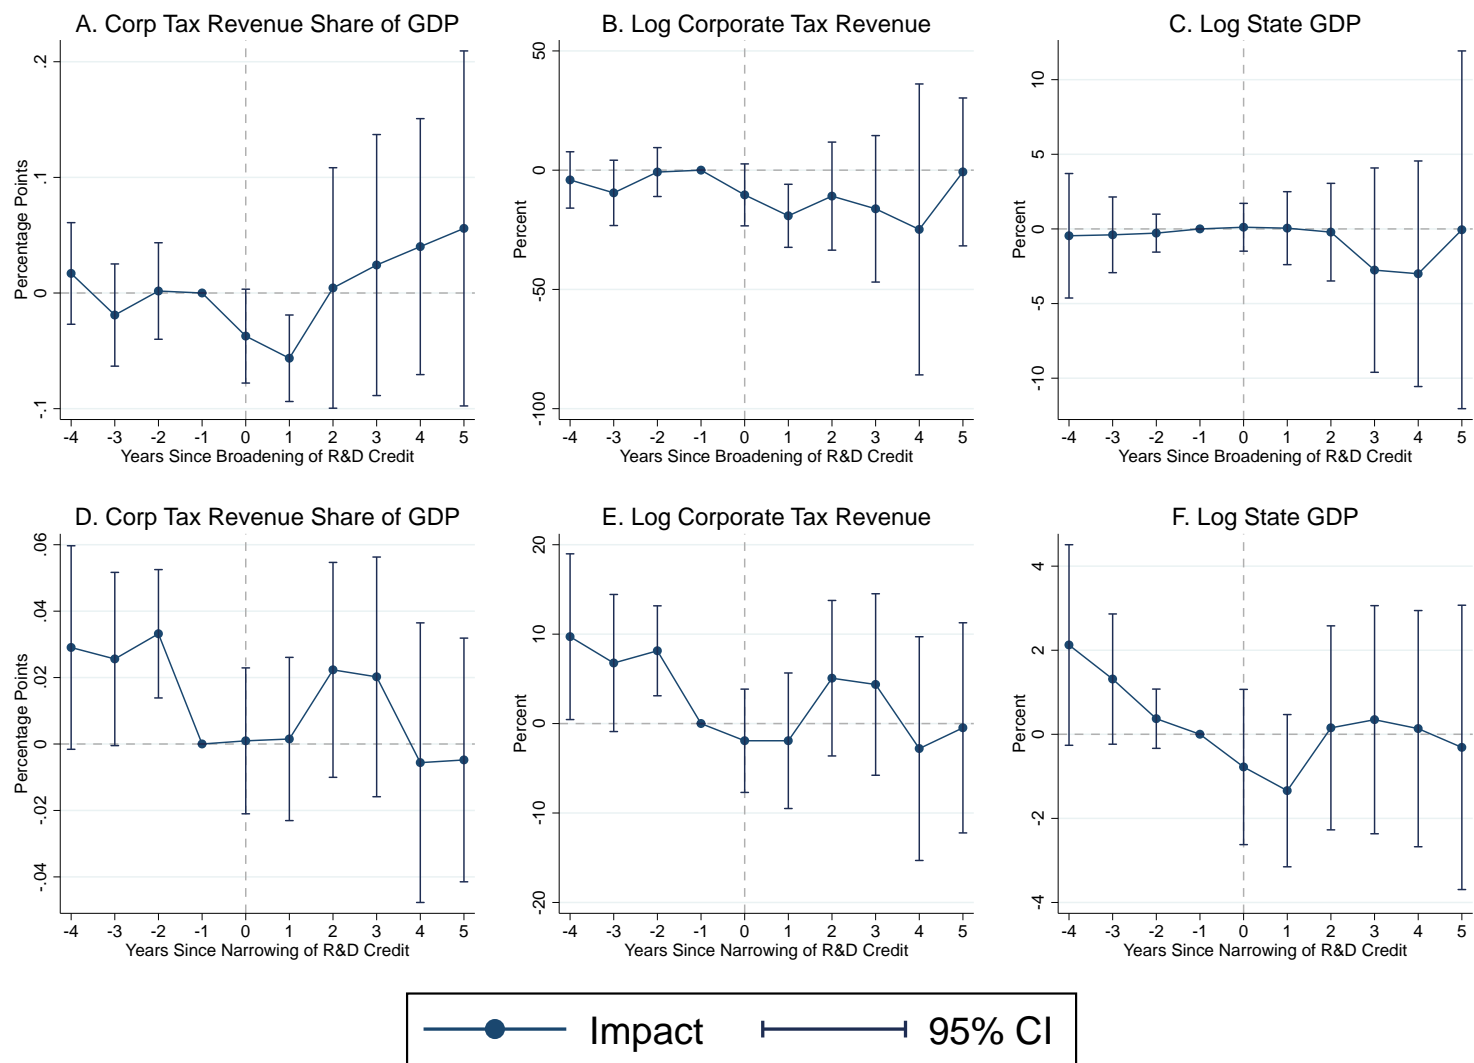 A. Corp Tax Revenue Share of GDP
Percentage Points
.2
.1
0
-.1
-4 -3 -2 -1 0 1 2 3 4 5
Years Since Broadening of R&D Credit
B. Log Corporate Tax Revenue
Percent
50
0
-50
-100
-4 -3 -2 -1 0 1 2 3 4 5
Years Since Broadening of R&D Credit
C. Log State GDP
Percent
10
5
0
-5
-10
-4 -3 -2 -1 0 1 2 3 4 5
Years Since Broadening of R&D Credit
D. Corp Tax Revenue Share of GDP
Percentage Points
.06
.04
.02
0
-.02
-.04
-4 -3 -2 -1 0 1 2 3 4 5
Years Since Narrowing of R&D Credit
E. Log Corporate Tax Revenue
Percent
20
10
0
-10
-20
-4 -3 -2 -1 0 1 2 3 4 5
Years Since Narrowing of R&D Credit
F. Log State GDP
Percent
4
2
0
-2
-4
-4 -3 -2 -1 0 1 2 3 4 5
Years Since Narrowing of R&D Credit
Impact 95% CI